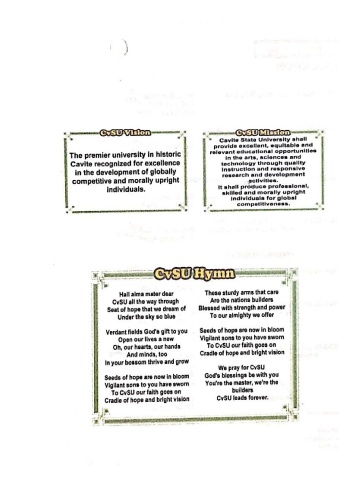 CvSU Vision
The premier university in historic
Cavite recognized for excellence
in the development of globally
competitive and morally upright
individuals.
CvSU Mission
Cavite State University shall
provide excellent, equitable and
relevant educational opportunities
in the arts, sciences and
technology through quality
instruction and responsive
research and development
activities.
It shall produce professional,
skilled and morally upright
individuals for global
competitiveness.
CvSU Hymn
Hail alma mater dear
CvSU all the way through
Seat of hope that we dream of
Under the sky so blue
Verdant fields God's gift to you
Open our lives a new
Oh, our hearts, our hands
And minds, too
In your bossom thrive and grow
Seeds of hope are now in bloom
Vigilant sons to you have sworn
To CvSU our faith goes on
Cradle of hope and bright vision
These sturdy arms that care
Are the nations builders
Blessed with strength and power
To our almighty we offer
Seeds of hope are now in bloom
Vigilant sons to you have sworn
To CvSU our faith goes on
Cradle of hope and bright vision
We pray for CvSU
God's blessings be with you
You're the master, we're the
builders
CvSU leads forever.